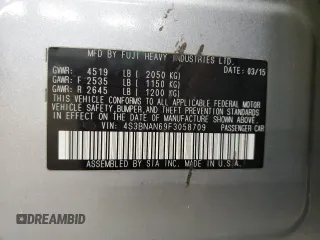 MFD BY FUJI HEAVY INDUSTRIES LTD.
GVWR: 4519 LB ( 2050 KG) DATE: 03/15
GAWR: F 2535 LB ( 1150 KG)
GAWR: R 2645 LB ( 1200 KG)
THIS VEHICLE CONFORMS TO ALL APPLICABLE FEDERAL MOTOR
VEHICLE SAFETY, BUMPER, AND THEFT PREVENTION STANDARDS
IN EFFECT ON THE DATE OF MANUFACTURE SHOWN ABOVE.
VIN: 4S3BNAN69F3058709 PASSENGER CAR
ASSEMBLED BY SIA INC. MADE IN U.S.A.
DREAMBID